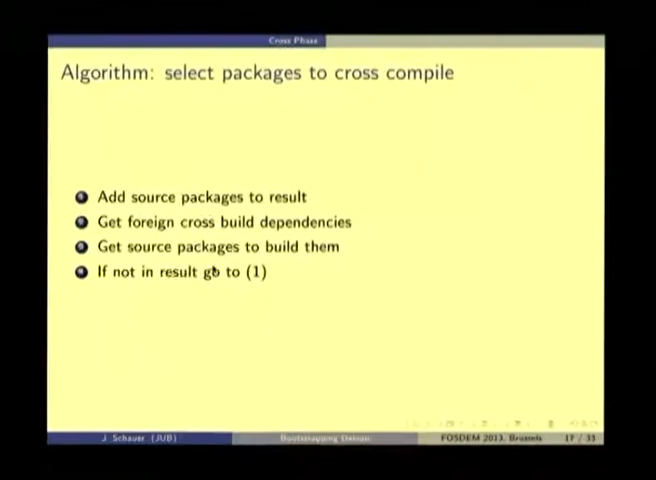 Cross Phase
Algorithm: select packages to cross compile
Add source packages to result
Get foreign cross build dependencies
Get source packages to build them
If not in result go to (1)
J Schauer (JUB)
Bootstrapping Debian
FOSDEM 2013, Brussels
17 / 33